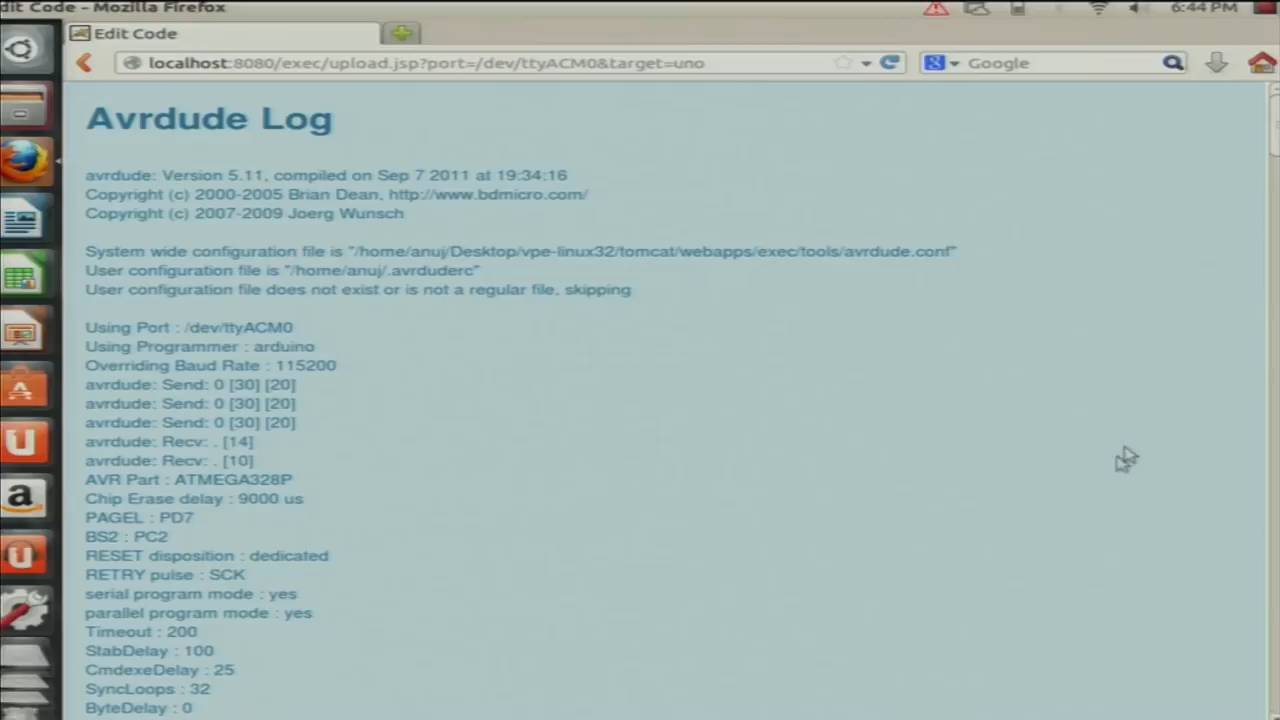 dit Code - Mozilla Firefox
6:44 PM
Edit Code
localhost:8080/exec/upload.jsp?port=/dev/ttyACM0&target=uno
Google
Avrdude Log
avrdude: Version 5.11, compiled on Sep 7 2011 at 19:34:16
Copyright (c) 2000-2005 Brian Dean, http://www.bdmicro.com/
Copyright (c) 2007-2009 Joerg Wunsch
System wide configuration file is "/home/anuj/Desktop/vpe-linux32/tomcat/webapps/exec/tools/avrdude.conf"
User configuration file is "/home/anuj/.avrduderc"
User configuration file does not exist or is not a regular file, skipping
Using Port : /dev/ttyACM0
Using Programmer : arduino
Overriding Baud Rate : 115200
avrdude: Send: 0 [30] [20]
avrdude: Send: 0 [30] [20]
avrdude: Send: 0 [30] [20]
avrdude: Recv: . [14]
avrdude: Recv: . [10]
AVR Part : ATMEGA328P
Chip Erase delay : 9000 us
PAGEL : PD7
BS2 : PC2
RESET disposition : dedicated
RETRY pulse : SCK
serial program mode : yes
parallel program mode : yes
Timeout : 200
StabDelay : 100
CmdexeDelay : 25
SyncLoops : 32
ByteDelay : 0